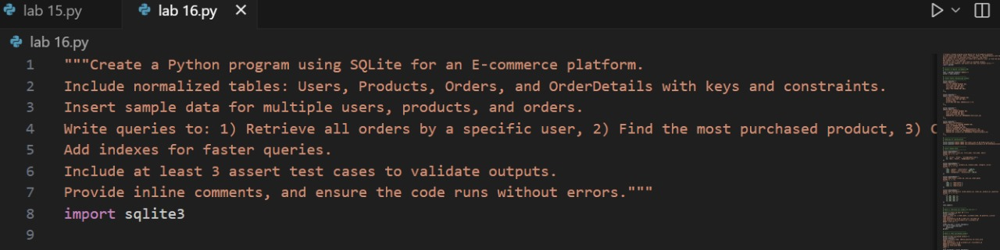 lab 15.py
lab 16.py
lab 16.py
1 """Create a Python program using SQLite for an E-commerce platform.
2 Include normalized tables: Users, Products, Orders, and OrderDetails with keys and constraints.
3 Insert sample data for multiple users, products, and orders.
4 Write queries to: 1) Retrieve all orders by a specific user, 2) Find the most purchased product, 3)
5 Add indexes for faster queries.
6 Include at least 3 assert test cases to validate outputs.
7 Provide inline comments, and ensure the code runs without errors."""
8 import sqlite3
9